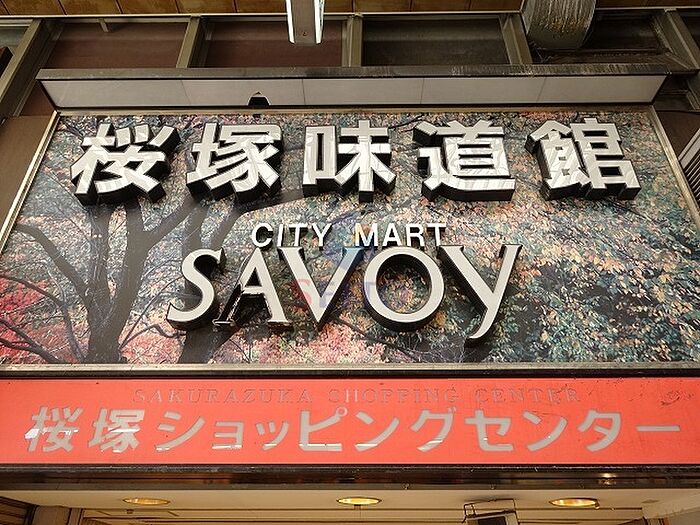 桜塚味道館
CITY MART
SAVOY
SAKURAZUKA CHOPPING CENTER
桜塚ショッピングセンター